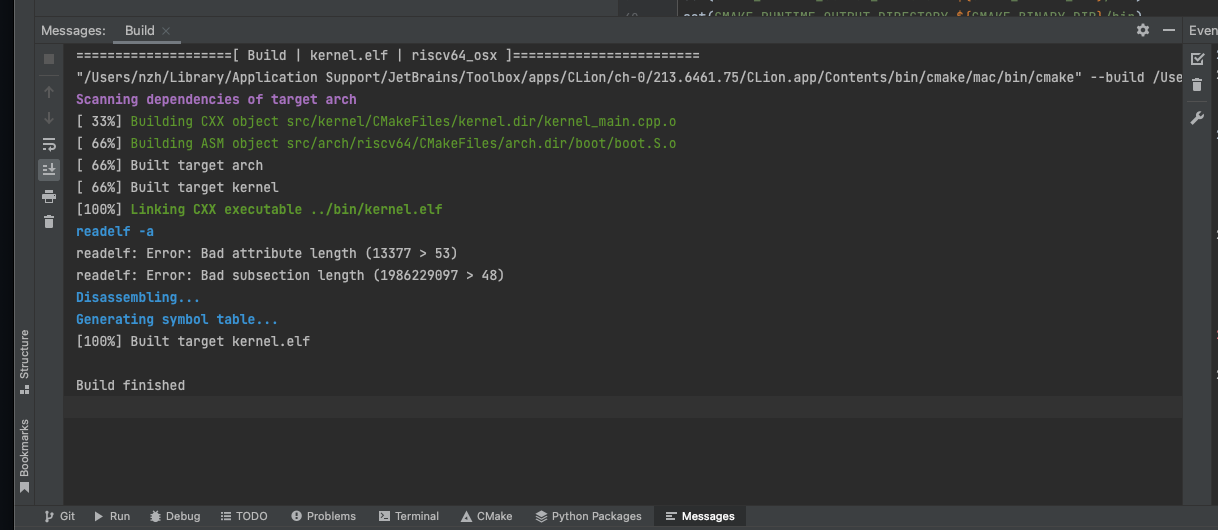 set(CMAKE_RUNTIME_OUTPUT_DIRECTORY ${CMAKE_BINARY_DIR}/bin)
Messages: Build
Even
====================[ Build | kernel.elf | riscv64_osx ]========================
"/Users/nzh/Library/Application Support/JetBrains/Toolbox/apps/CLion/ch-0/213.6461.75/CLion.app/Contents/bin/cmake/mac/bin/cmake" --build /Use
Scanning dependencies of target arch
[ 33%] Building CXX object src/kernel/CMakeFiles/kernel.dir/kernel_main.cpp.o
[ 66%] Building ASM object src/arch/riscv64/CMakeFiles/arch.dir/boot/boot.S.o
[ 66%] Built target arch
[ 66%] Built target kernel
[100%] Linking CXX executable ../bin/kernel.elf
readelf -a
readelf: Error: Bad attribute length (13377 > 53)
readelf: Error: Bad subsection length (1986229097 > 48)
Disassembling...
Generating symbol table...
[100%] Built target kernel.elf
Build finished
Structure
Bookmarks
Git Run Debug TODO Problems Terminal CMake Python Packages Messages